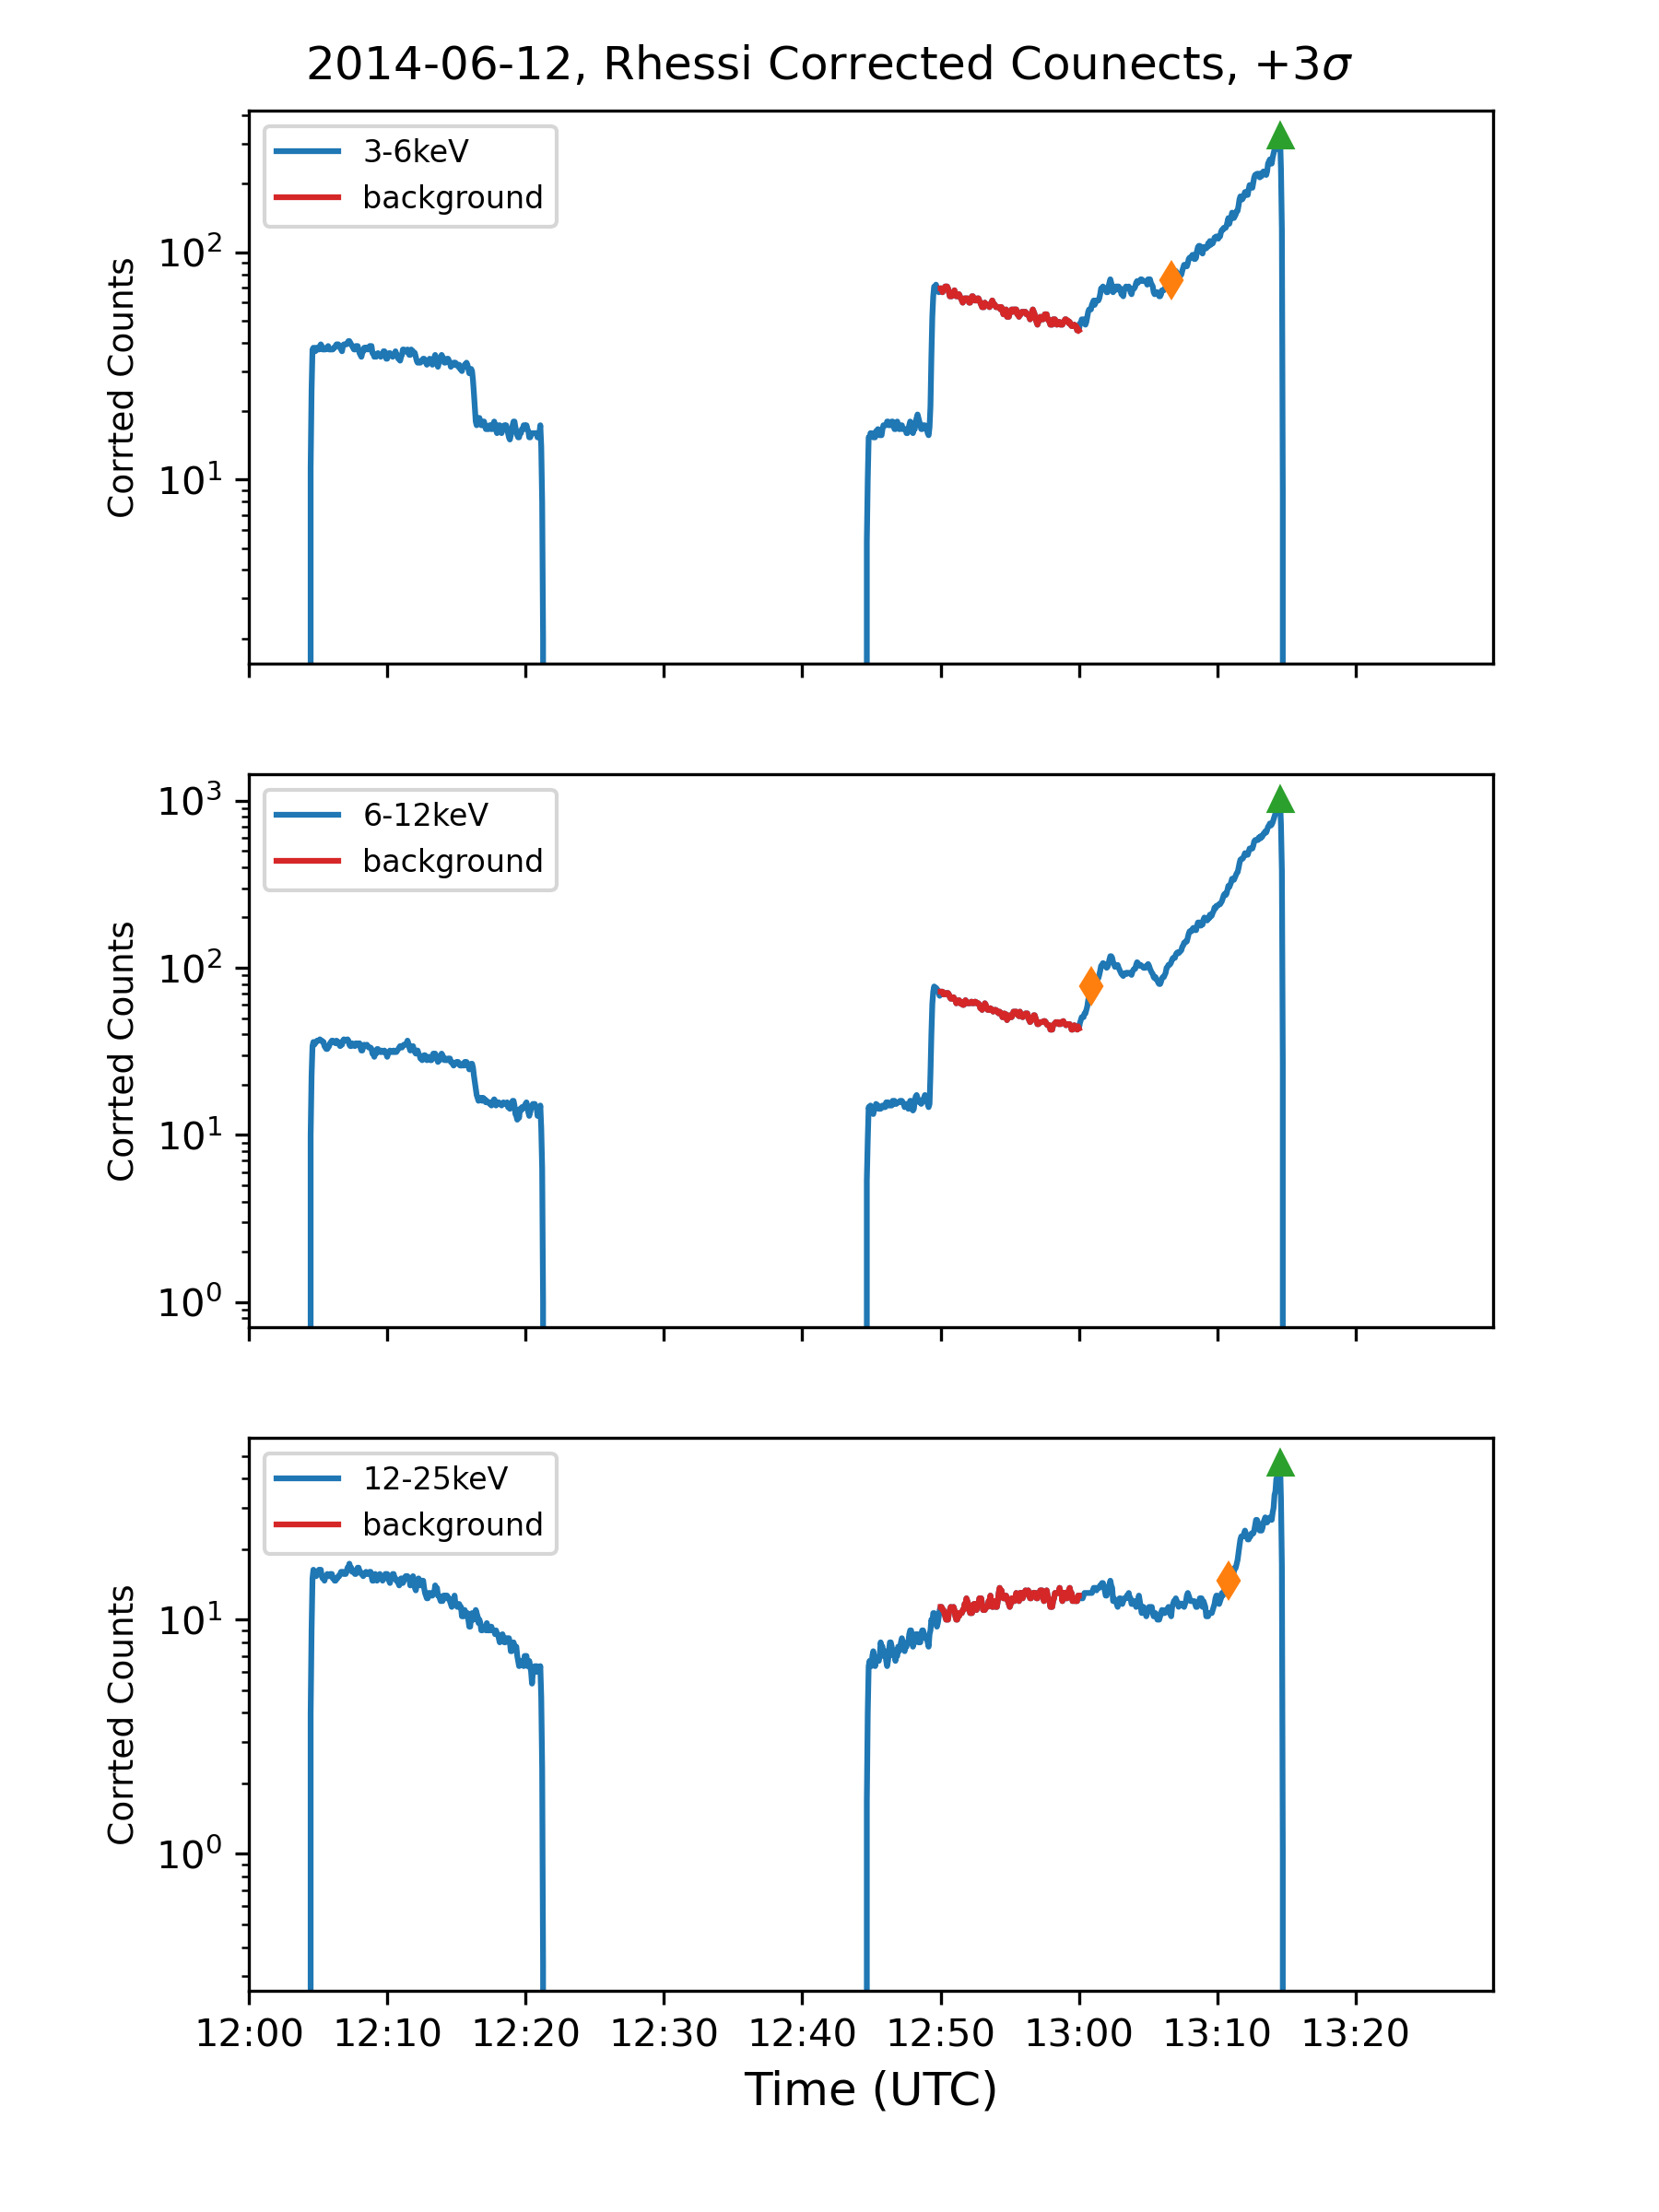 2014-06-12, Rhessi Corrected Counects, +3σ
3-6keV
background
10²
10¹
Corrted Counts
6-12keV
background
10³
10²
10¹
10⁰
Corrted Counts
12-25keV
background
10¹
10⁰
Corrted Counts
12:00 12:10 12:20 12:30 12:40 12:50 13:00 13:10 13:20
Time (UTC)